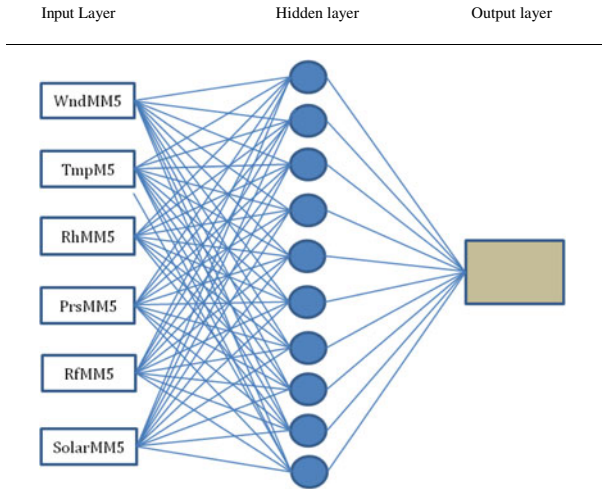 Input Layer
Hidden layer
Output layer
WndMM5
TmpM5
RhMM5
PrsMM5
RfMM5
SolarMM5